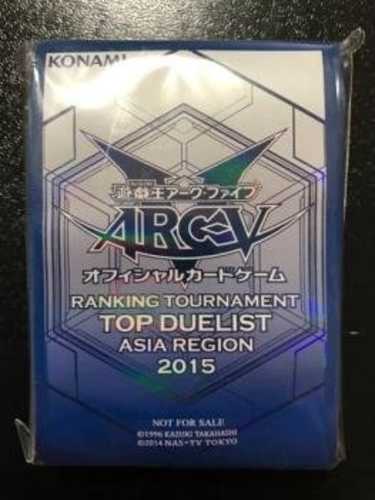 KONAMI
遊戯王アーク・ファイブ
ARC-V
オフィシャルカードゲーム
RANKING TOURNAMENT
TOP DUELIST
ASIA REGION
2015
NOT FOR SALE
©1996 KAZUKI TAKAHASHI
©2014 NAS・TV TOKYO